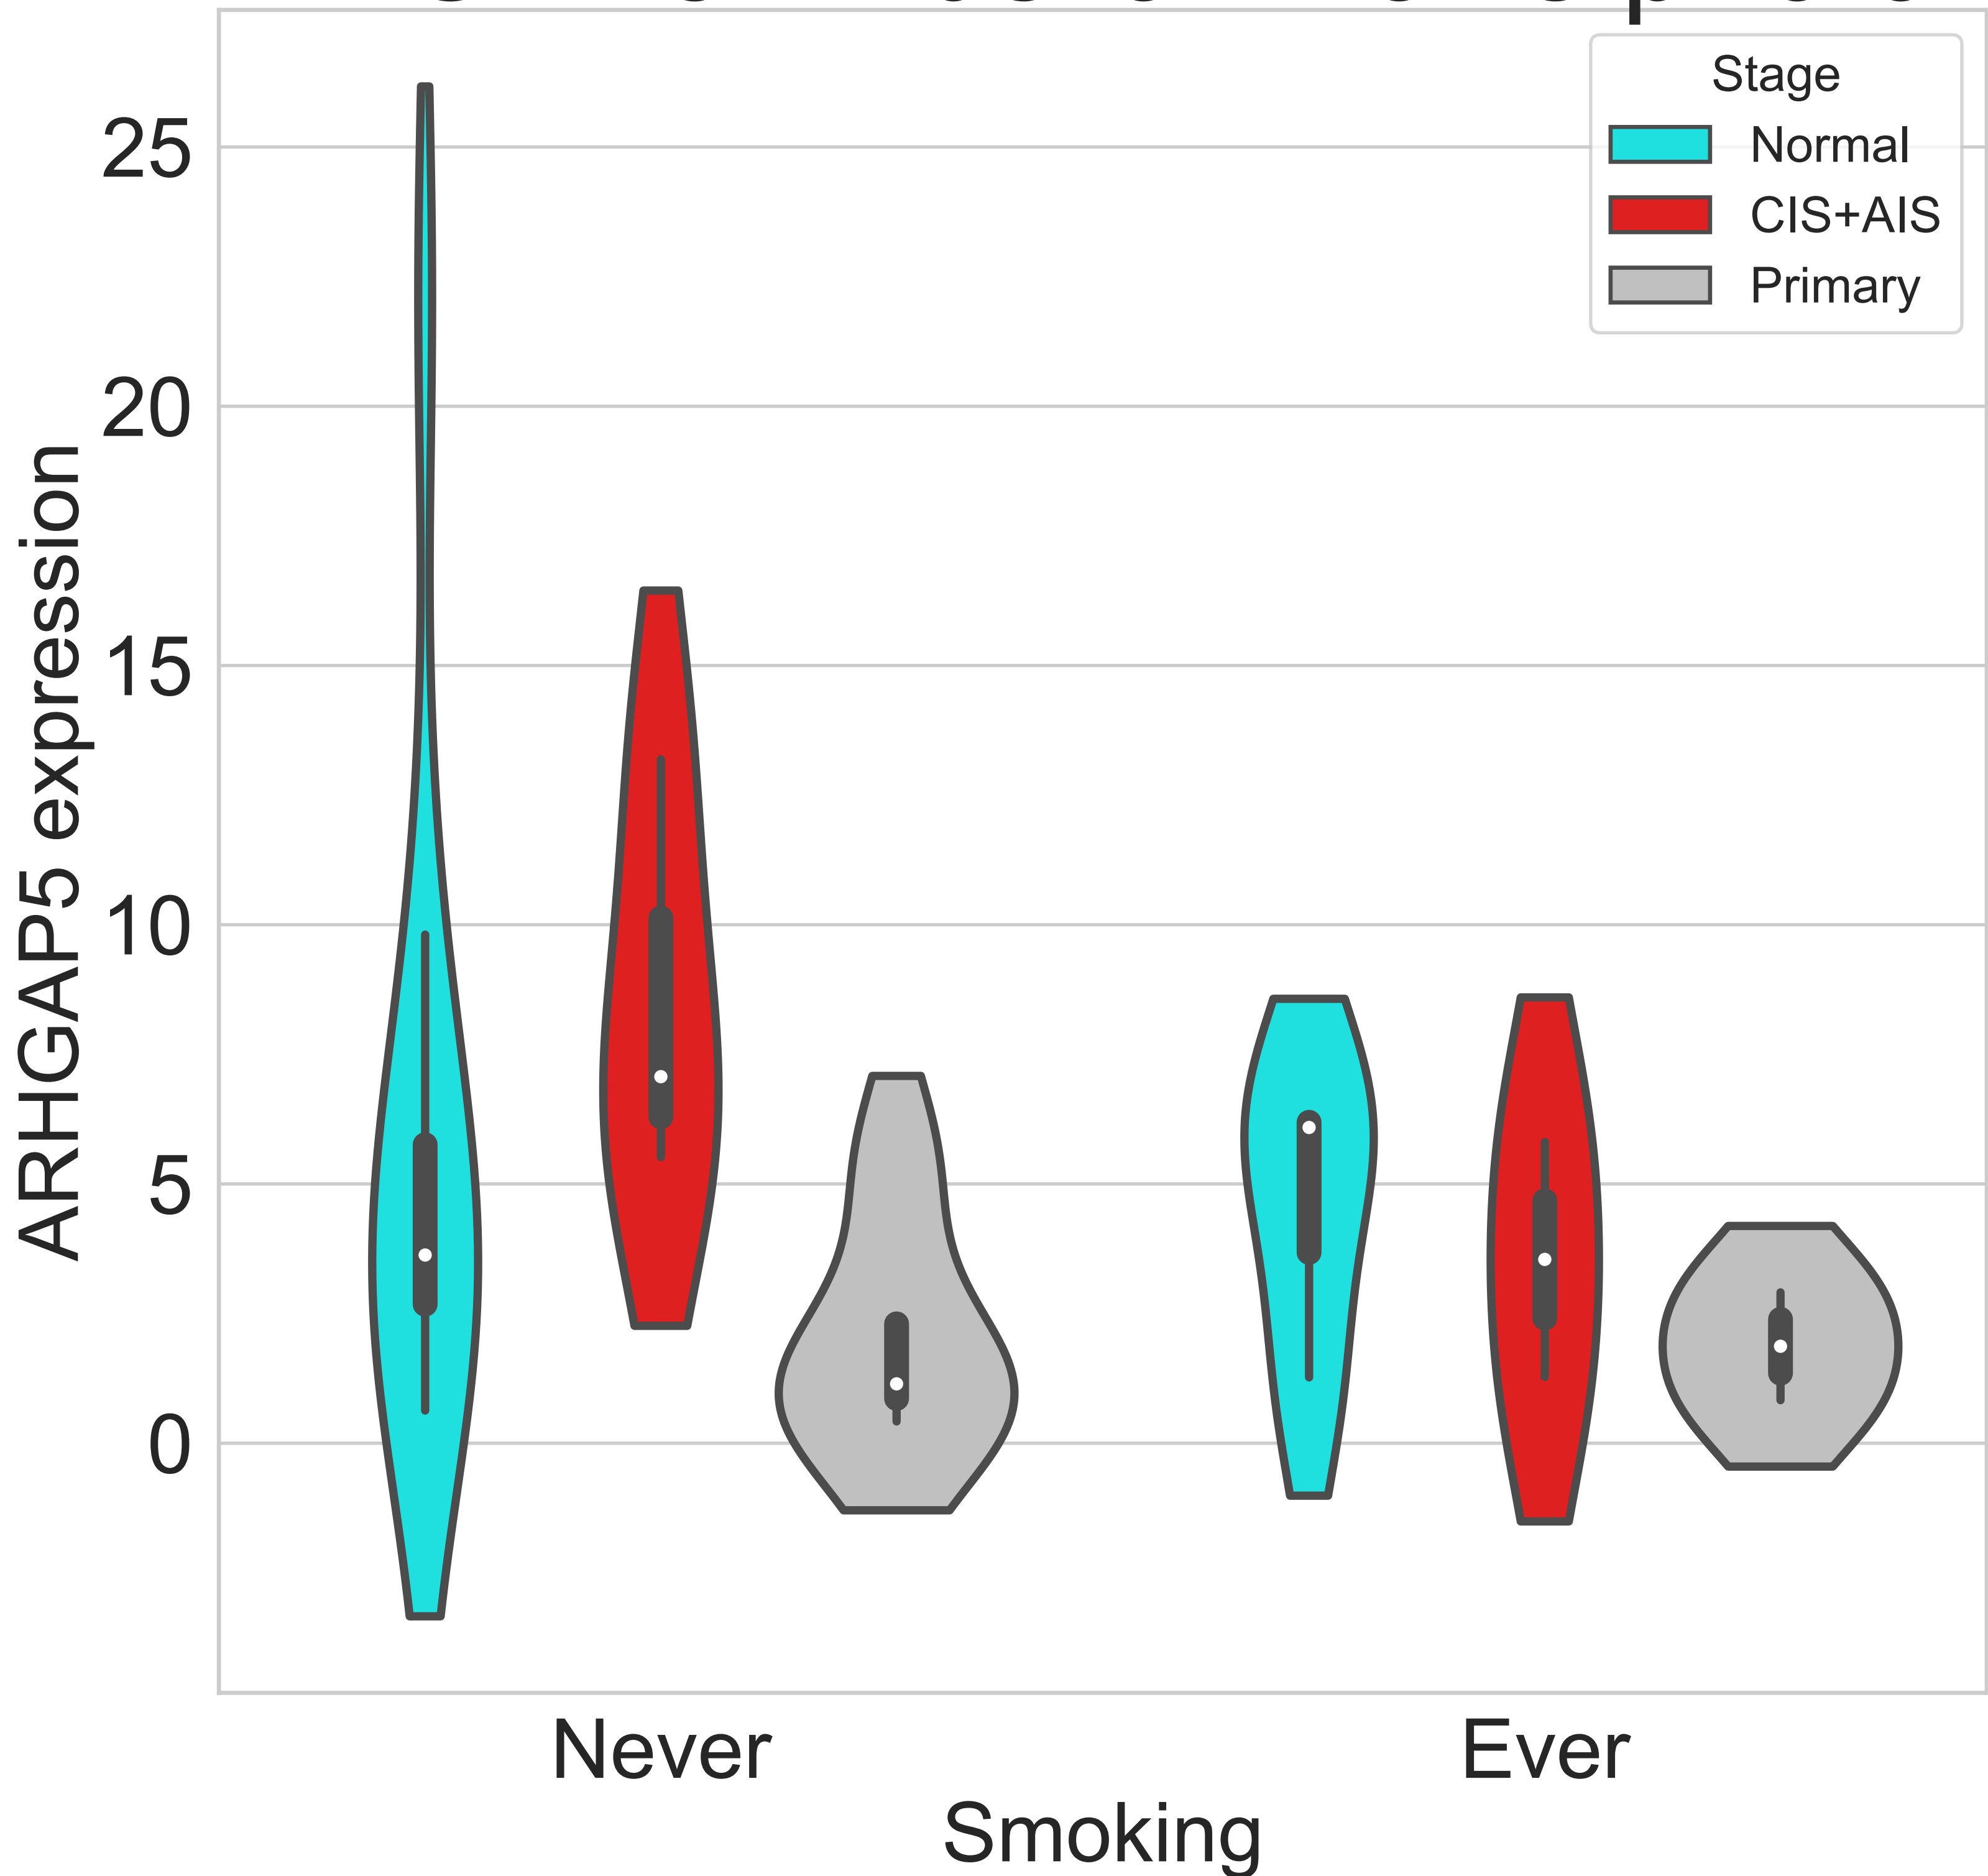 Stage
Normal
CIS+AIS
Primary
25
20
15
10
5
0
ARHGAP5 expression
Never
Ever
Smoking